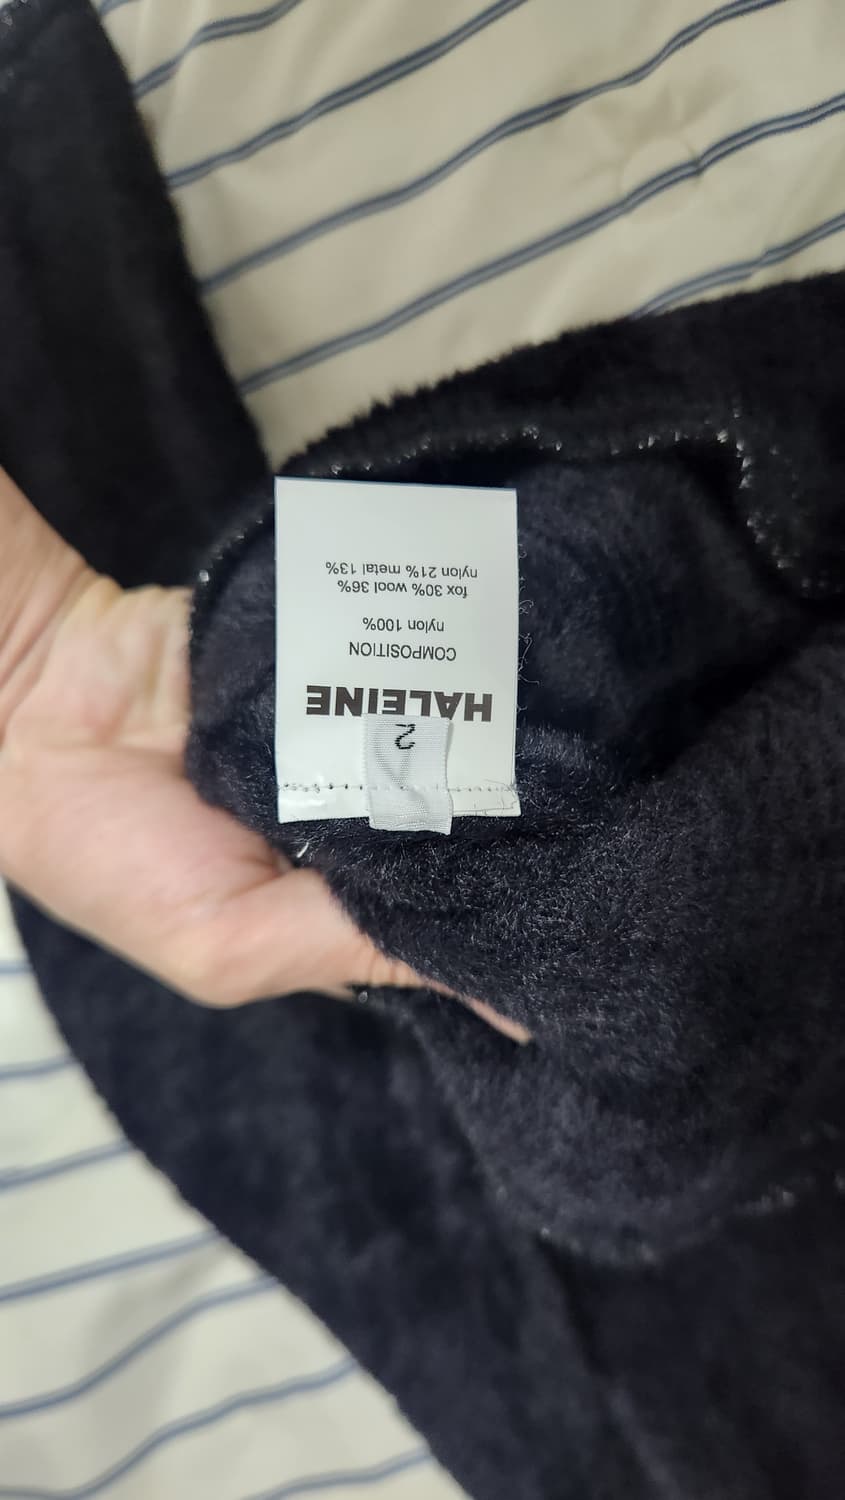 2
HALEINE
COMPOSITION
nylon 100%
fox 30% wool 36%
nylon 21% metal 13%